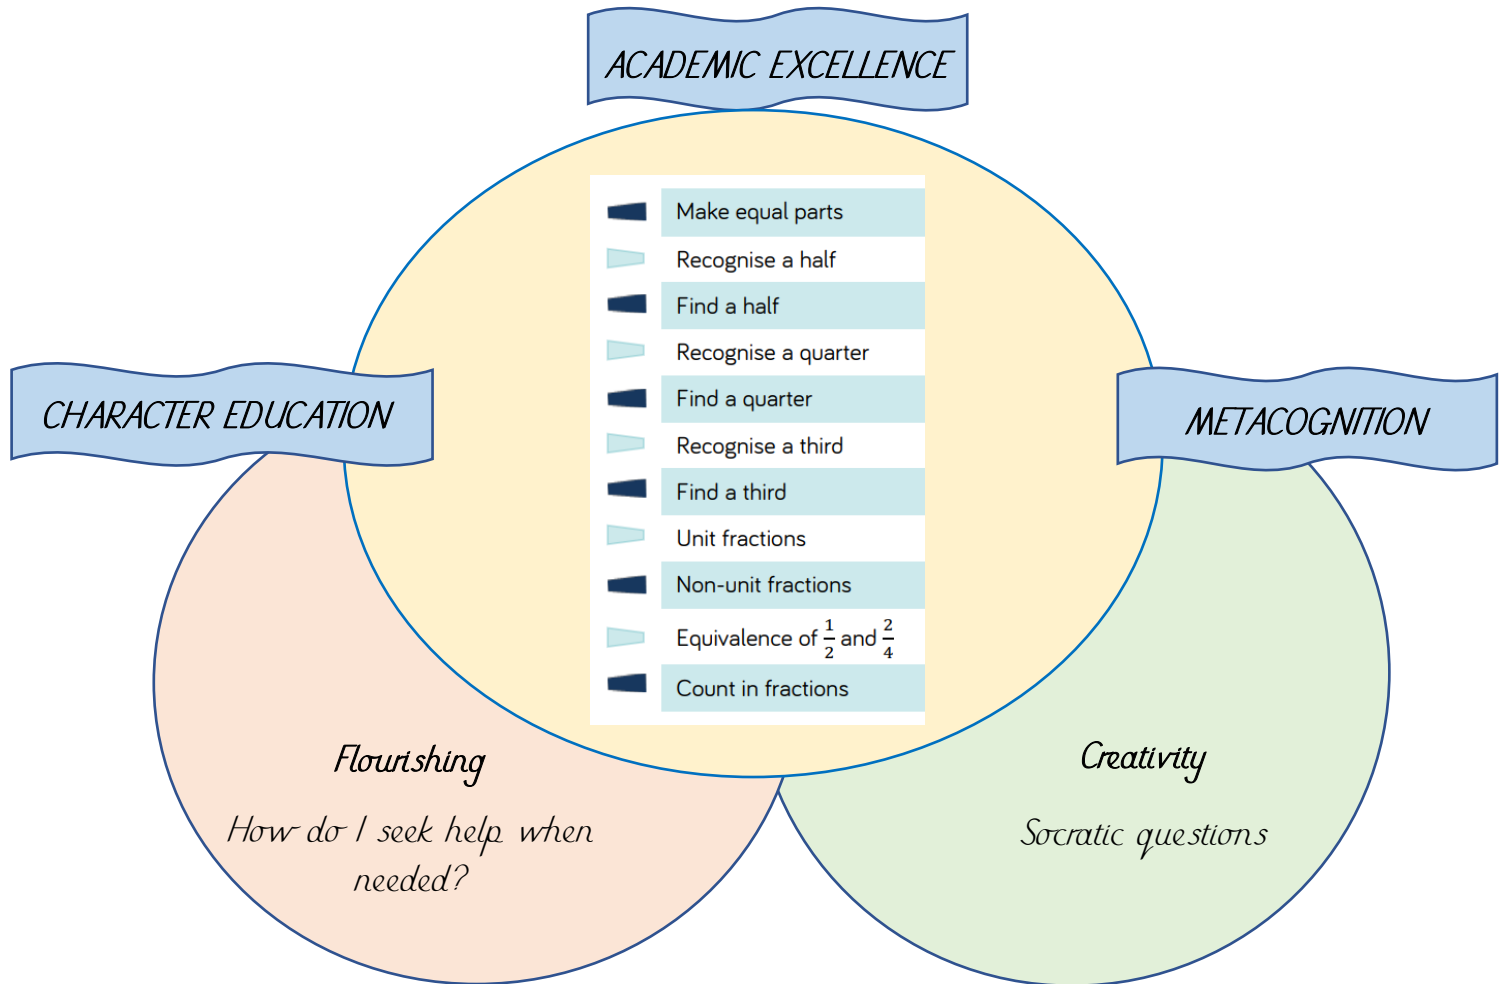 ACADEMIC EXCELLENCE
Make equal parts
Recognise a half
Find a half
Recognise a quarter
Find a quarter
Recognise a third
Find a third
Unit fractions
Non-unit fractions
Equivalence of 1/2 and 2/4
Count in fractions
CHARACTER EDUCATION
METACOGNITION
Flourishing
How do I seek help when
needed?
Creativity
Socratic questions